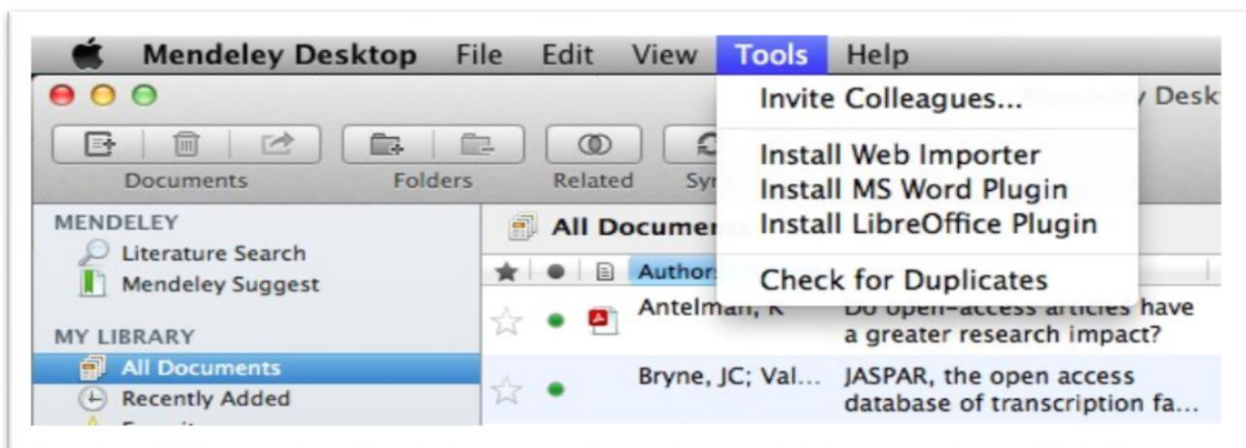 Mendeley Desktop File Edit View Tools Help
Invite Colleagues...
Install Web Importer
Install MS Word Plugin
Install LibreOffice Plugin
Check for Duplicates
Documents Folders Related
MENDELEY
Literature Search
Mendeley Suggest
MY LIBRARY
All Documents
Recently Added
All
Antelman, K
Do open-access articles have
a greater research impact?
Bryne, JC; Val...
JASPAR, the open access
database of transcription fa...